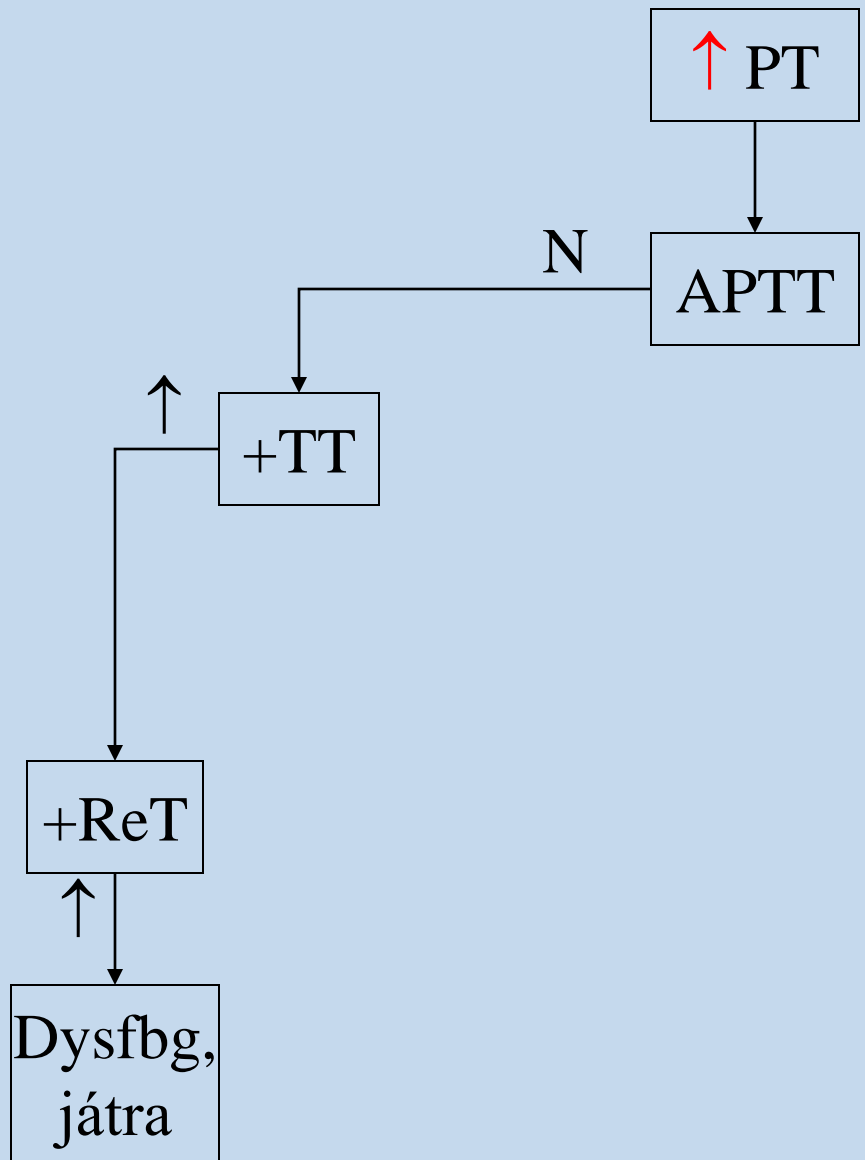 ↑ PT
N
APTT
↑
+TT
+ReT
↑
Dysfbg,
játra